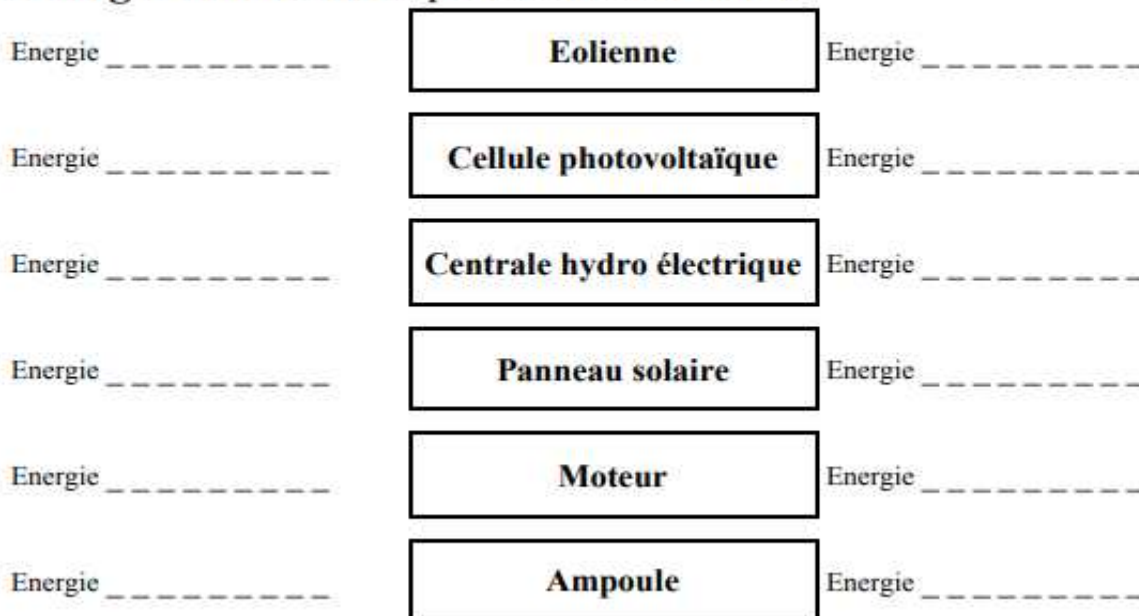 Energie _ _ _ _ _ _ _ _ _ Eolienne Energie _ _ _ _ _ _ _ _ _
Energie _ _ _ _ _ _ _ _ _ Cellule photovoltaïque Energie _ _ _ _ _ _ _ _ _
Energie _ _ _ _ _ _ _ _ _ Centrale hydro électrique Energie _ _ _ _ _ _ _ _ _
Energie _ _ _ _ _ _ _ _ _ Panneau solaire Energie _ _ _ _ _ _ _ _ _
Energie _ _ _ _ _ _ _ _ _ Moteur Energie _ _ _ _ _ _ _ _ _
Energie _ _ _ _ _ _ _ _ _ Ampoule Energie _ _ _ _ _ _ _ _ _